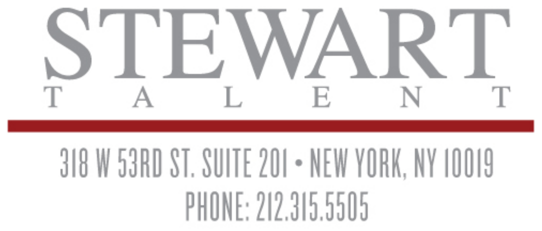 STEWART
TALENT
318 W 53RD ST. SUITE 201 • NEW YORK, NY 10019
PHONE: 212.315.5505